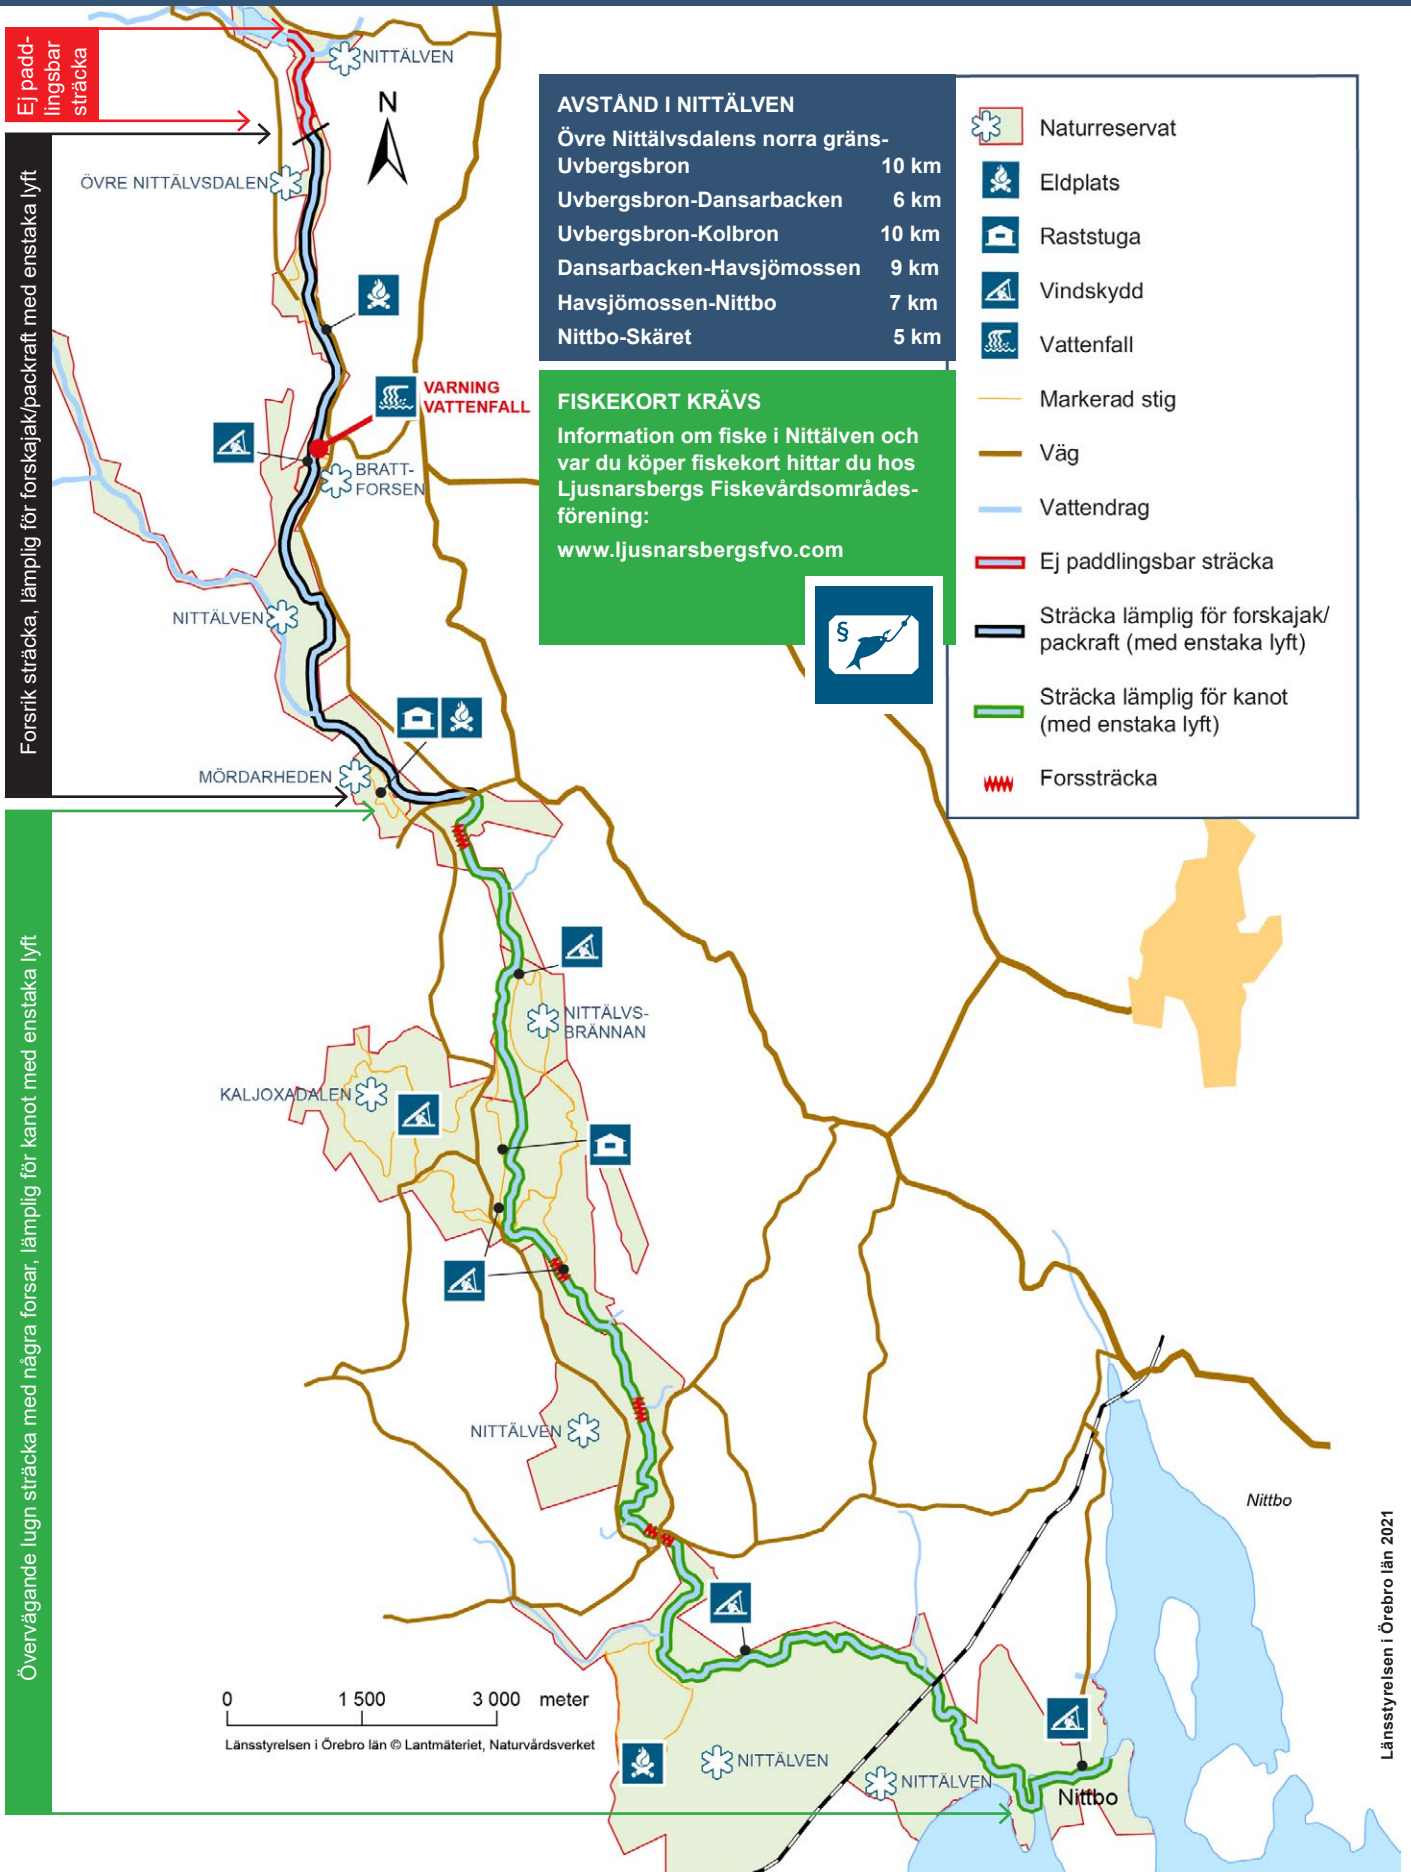 Ej padd-
lingsbar
sträcka
Forsrik sträcka, lämplig för forskajak/packraft med enstaka lyft
Övervägande lugn sträcka med några forsar, lämplig för kanot med enstaka lyft
NITTÄLVEN
N
ÖVRE NITTÄLVSDALEN
VARNING
VATTENFALL
BRATT-
FORSEN
NITTÄLVEN
MÖRDARHEDEN
NITTÄLVS-
BRÄNNAN
KALJOXADALEN
NITTÄLVEN
NITTÄLVEN
NITTÄLVEN
Nittbo
Nittbo
AVSTÅND I NITTÄLVEN
Övre Nittälvsdalens norra gräns-
Uvbergsbron 10 km
Uvbergsbron-Dansarbacken 6 km
Uvbergsbron-Kolbron 10 km
Dansarbacken-Havsjömossen 9 km
Havsjömossen-Nittbo 7 km
Nittbo-Skäret 5 km
FISKEKORT KRÄVS
Information om fiske i Nittälven och
var du köper fiskekort hittar du hos
Ljusnarsbergs Fiskevårdsområdes-
förening:
www.ljusnarsbergsfvo.com
§
Naturreservat
Eldplats
Raststuga
Vindskydd
Vattenfall
Markerad stig
Väg
Vattendrag
Ej paddlingsbar sträcka
Sträcka lämplig för forskajak/
packraft (med enstaka lyft)
Sträcka lämplig för kanot
(med enstaka lyft)
Forssträcka
0 1 500 3 000 meter
Länsstyrelsen i Örebro län © Lantmäteriet, Naturvårdsverket
Länsstyrelsen i Örebro län 2021